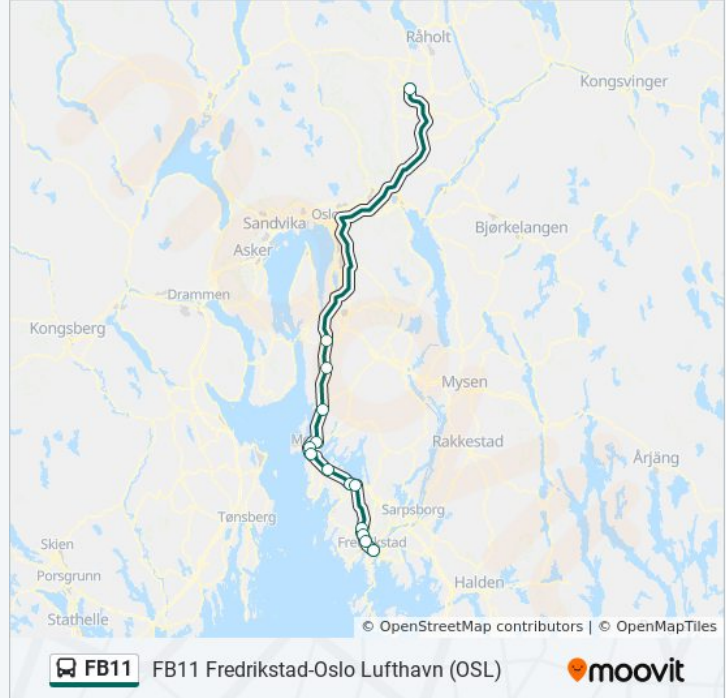 Råholt
Kongsvinger
Oslo
Sandvika
Bjørkelangen
Asker
Drammen
Kongsberg
Mysen
Rakkestad
Årjäng
Sarpsborg
Tønsberg
Skien
Fredrikstad
Porsgrunn
Halden
Stathelle
© OpenStreetMap contributors | © OpenMapTiles
FB11 FB11 Fredrikstad-Oslo Lufthavn (OSL)
moovit